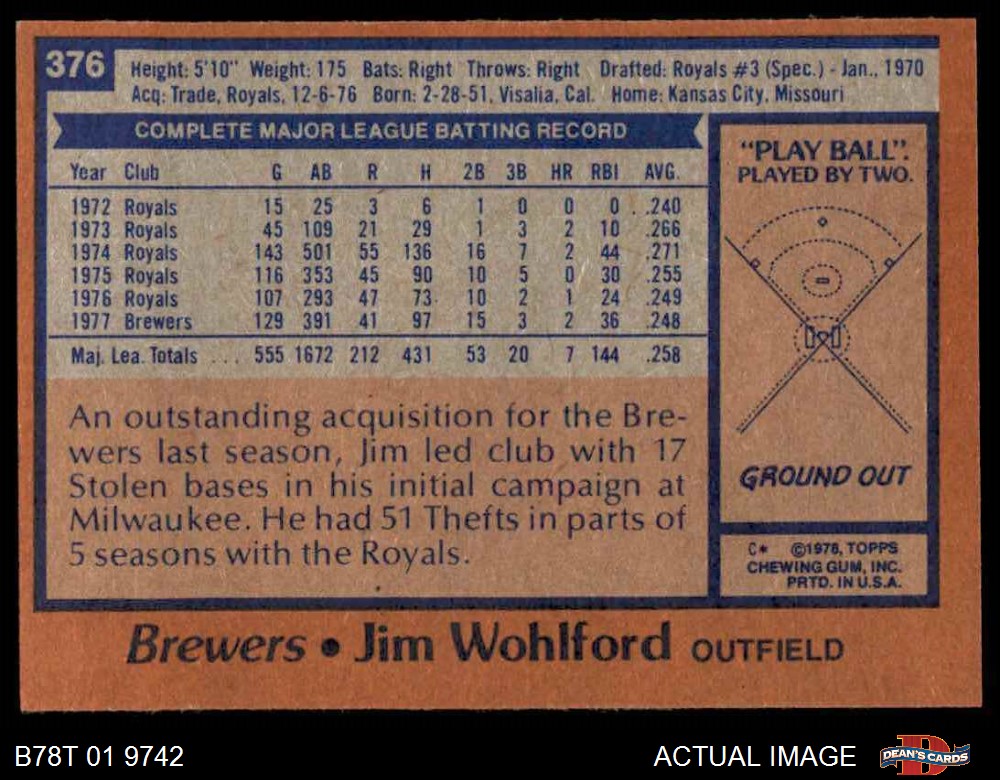 376
Height: 5'10" Weight: 175 Bats: Right Throws: Right Drafted: Royals #3 (Spec.) - Jan., 1970
Acq: Trade, Royals, 12-6-76 Born: 2-28-51, Visalia, Cal. Home: Kansas City, Missouri
COMPLETE MAJOR LEAGUE BATTING RECORD
Year Club G AB R H 2B 3B HR RBI AVG.
1972 Royals 15 25 3 6 1 0 0 0 .240
1973 Royals 45 109 21 29 1 3 2 10 .266
1974 Royals 143 501 55 136 16 7 2 44 .271
1975 Royals 116 353 45 90 10 5 0 30 .255
1976 Royals 107 293 47 73 10 2 1 24 .249
1977 Brewers 129 391 41 97 15 3 2 36 .248
Maj. Lea. Totals ... 555 1672 212 431 53 20 7 144 .258
An outstanding acquisition for the Bre-
wers last season, Jim led club with 17
Stolen bases in his initial campaign at
Milwaukee. He had 51 Thefts in parts of
5 seasons with the Royals.
"PLAY BALL".
PLAYED BY TWO.
GROUND OUT
C* ©1978, TOPPS
CHEWING GUM, INC.
PRTD. IN U.S.A.
Brewers • Jim Wohlford OUTFIELD
B78T 01 9742
ACTUAL IMAGE
D
DEAN'S CARDS